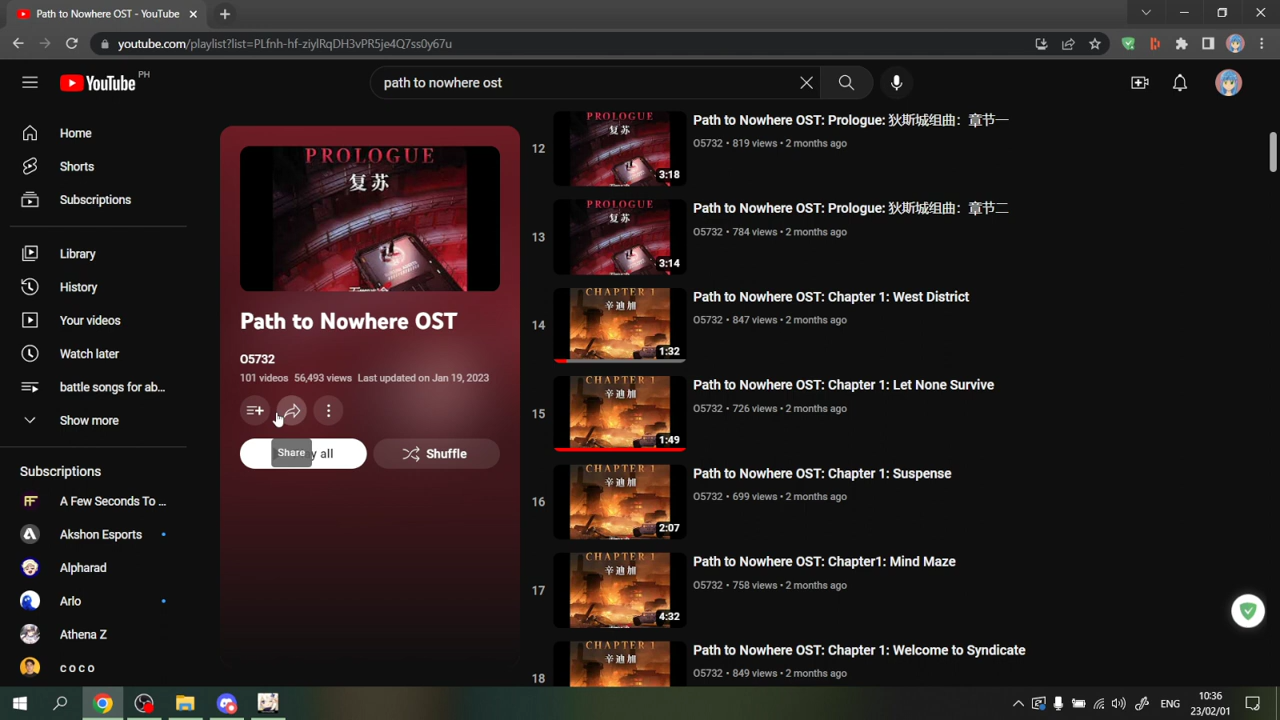 Path to Nowhere OST - YouTube
youtube.com/playlist?list=PLfnh-hf-ziylRqDH3vPR5je4Q7ss0y67u
YouTube PH
path to nowhere ost
Home
Shorts
Subscriptions
Library
History
Your videos
Watch later
battle songs for ab...
Show more
Subscriptions
A Few Seconds To ...
Akshon Esports
Alpharad
Arlo
Athena Z
c o c o
PROLOGUE
复苏
Path to Nowhere OST
O5732
101 videos 56,493 views Last updated on Jan 19, 2023
Share
y all
Shuffle
12
PROLOGUE
复苏
3:18
Path to Nowhere OST: Prologue: 狄斯城组曲：章节一
O5732 • 819 views • 2 months ago
13
PROLOGUE
复苏
3:14
Path to Nowhere OST: Prologue: 狄斯城组曲：章节二
O5732 • 784 views • 2 months ago
14
CHAPTER 1
辛迪加
1:32
Path to Nowhere OST: Chapter 1: West District
O5732 • 847 views • 2 months ago
15
CHAPTER 1
辛迪加
1:49
Path to Nowhere OST: Chapter 1: Let None Survive
O5732 • 726 views • 2 months ago
16
CHAPTER 1
辛迪加
2:07
Path to Nowhere OST: Chapter 1: Suspense
O5732 • 699 views • 2 months ago
17
CHAPTER 1
辛迪加
4:32
Path to Nowhere OST: Chapter1: Mind Maze
O5732 • 758 views • 2 months ago
18
CHAPTER 1
辛迪加
Path to Nowhere OST: Chapter 1: Welcome to Syndicate
O5732 • 849 views • 2 months ago
ENG
10:36
23/02/01